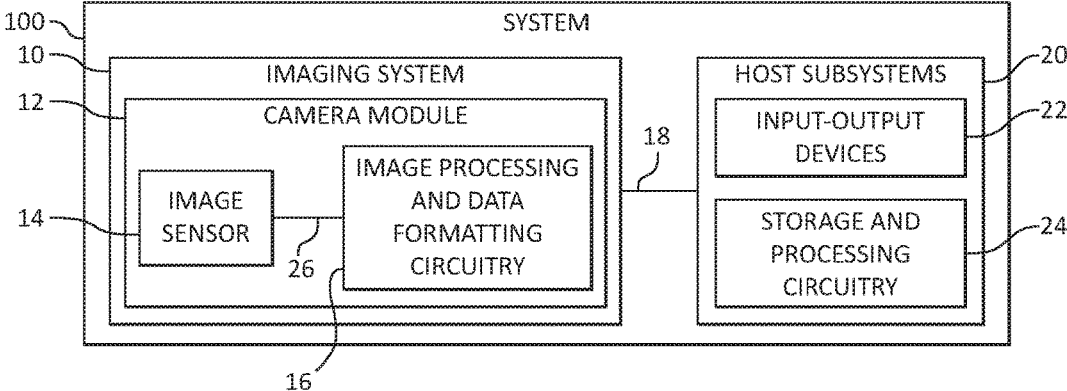 100
SYSTEM
10
IMAGING SYSTEM
HOST SUBSYSTEMS
20
12
CAMERA MODULE
INPUT-OUTPUT
DEVICES
22
18
14
IMAGE
SENSOR
26
IMAGE PROCESSING
AND DATA
FORMATTING
CIRCUITRY
16
STORAGE AND
PROCESSING
CIRCUITRY
24